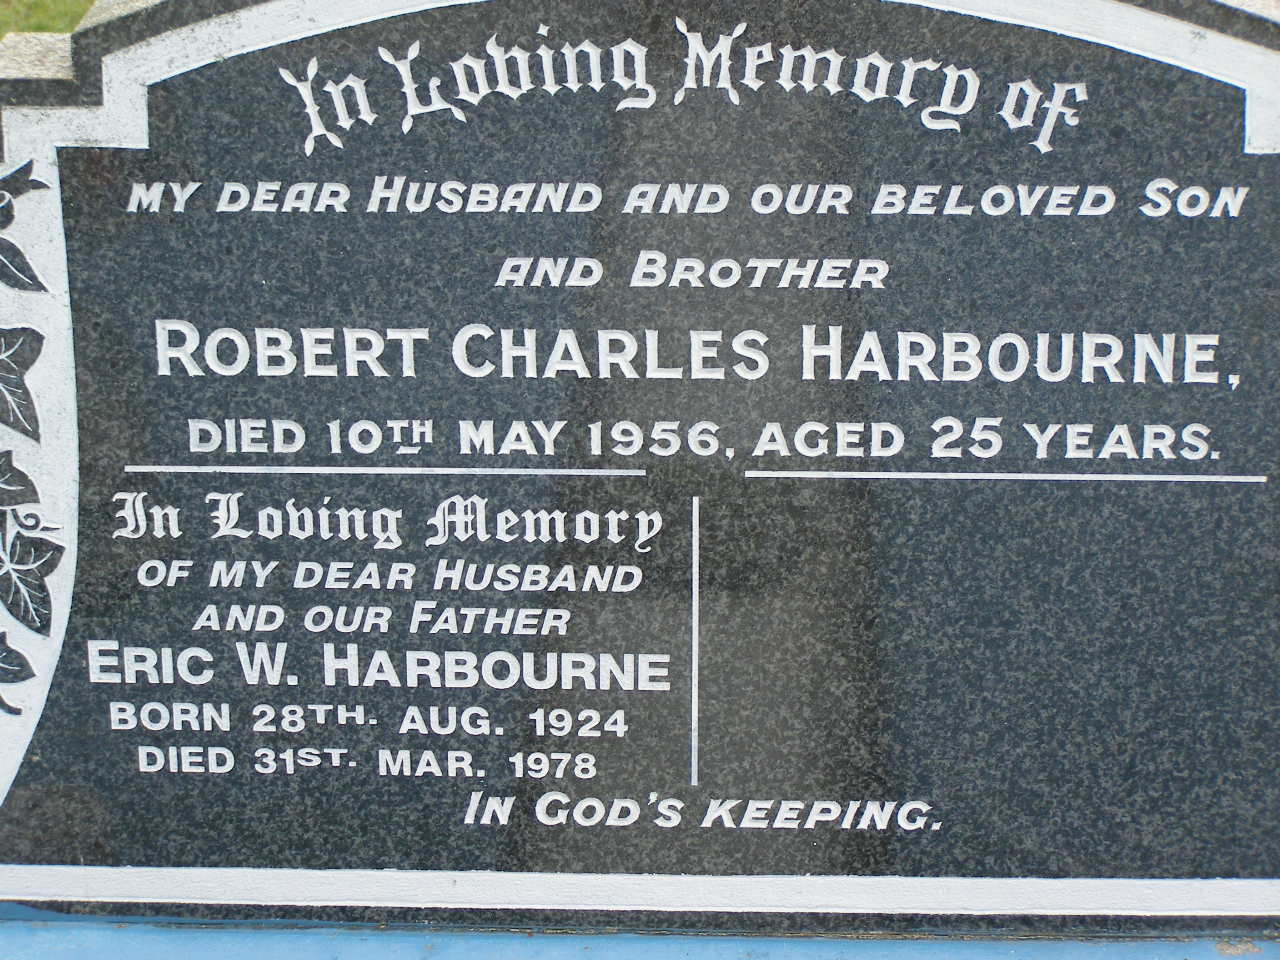 In Loving Memory of
MY DEAR HUSBAND AND OUR BELOVED SON
AND BROTHER
ROBERT CHARLES HARBOURNE,
DIED 10TH MAY 1956, AGED 25 YEARS.
In Loving Memory
OF MY DEAR HUSBAND
AND OUR FATHER
ERIC W. HARBOURNE
BORN 28TH. AUG. 1924
DIED 31ST. MAR. 1978
IN GOD'S KEEPING.